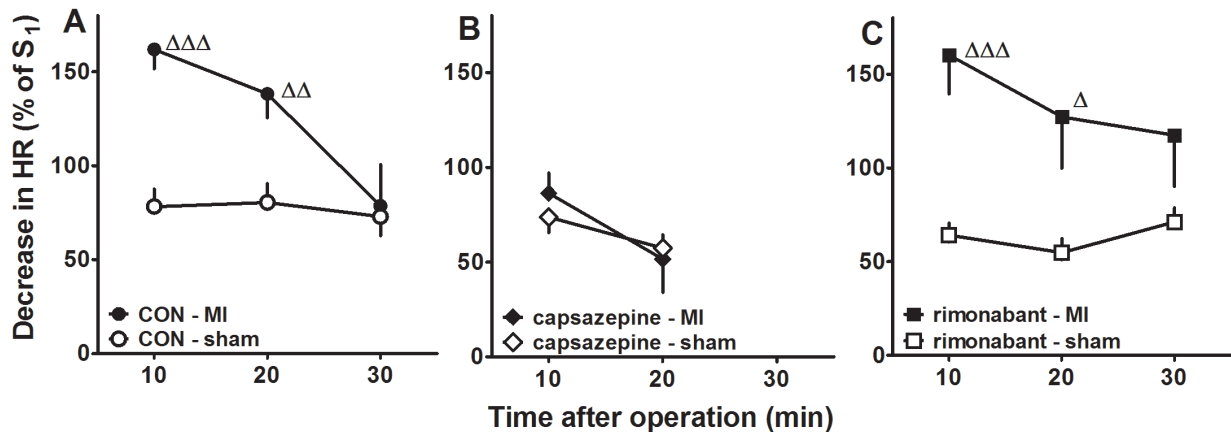 Decrease in HR (% of S₁)
A
150
100
50
0
ΔΔΔ
ΔΔ
CON - MI
CON - sham
10 20 30
B
150
100
50
0
capsazepine - MI
capsazepine - sham
10 20 30
C
150
100
50
0
ΔΔΔ
Δ
rimonabant - MI
rimonabant - sham
10 20 30
Time after operation (min)